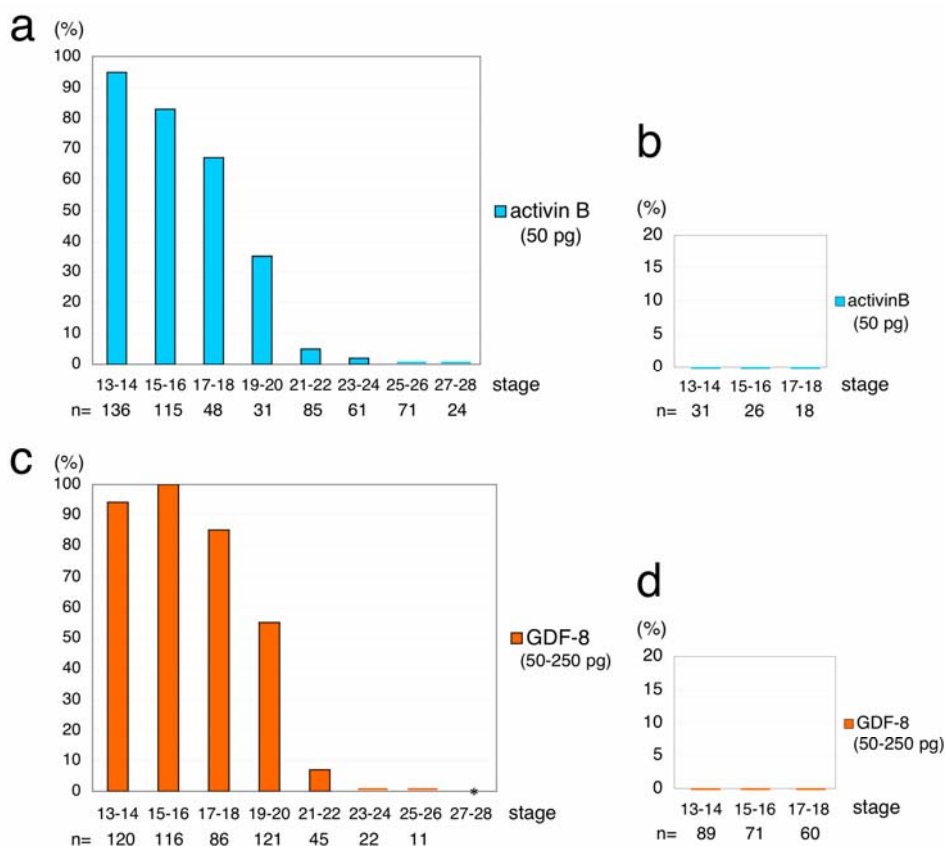 a
(%)
100
90
80
70
60
50
40
30
20
10
0
13-14 15-16 17-18 19-20 21-22 23-24 25-26 27-28 stage
n= 136 115 48 31 85 61 71 24
activin B
(50 pg)
b
(%)
20
15
10
5
0
13-14 15-16 17-18 stage
n= 31 26 18
activinB
(50 pg)
c
(%)
100
90
80
70
60
50
40
30
20
10
0
*
13-14 15-16 17-18 19-20 21-22 23-24 25-26 27-28 stage
n= 120 116 86 121 45 22 11
GDF-8
(50-250 pg)
d
(%)
20
15
10
5
0
13-14 15-16 17-18 stage
n= 89 71 60
GDF-8
(50-250 pg)